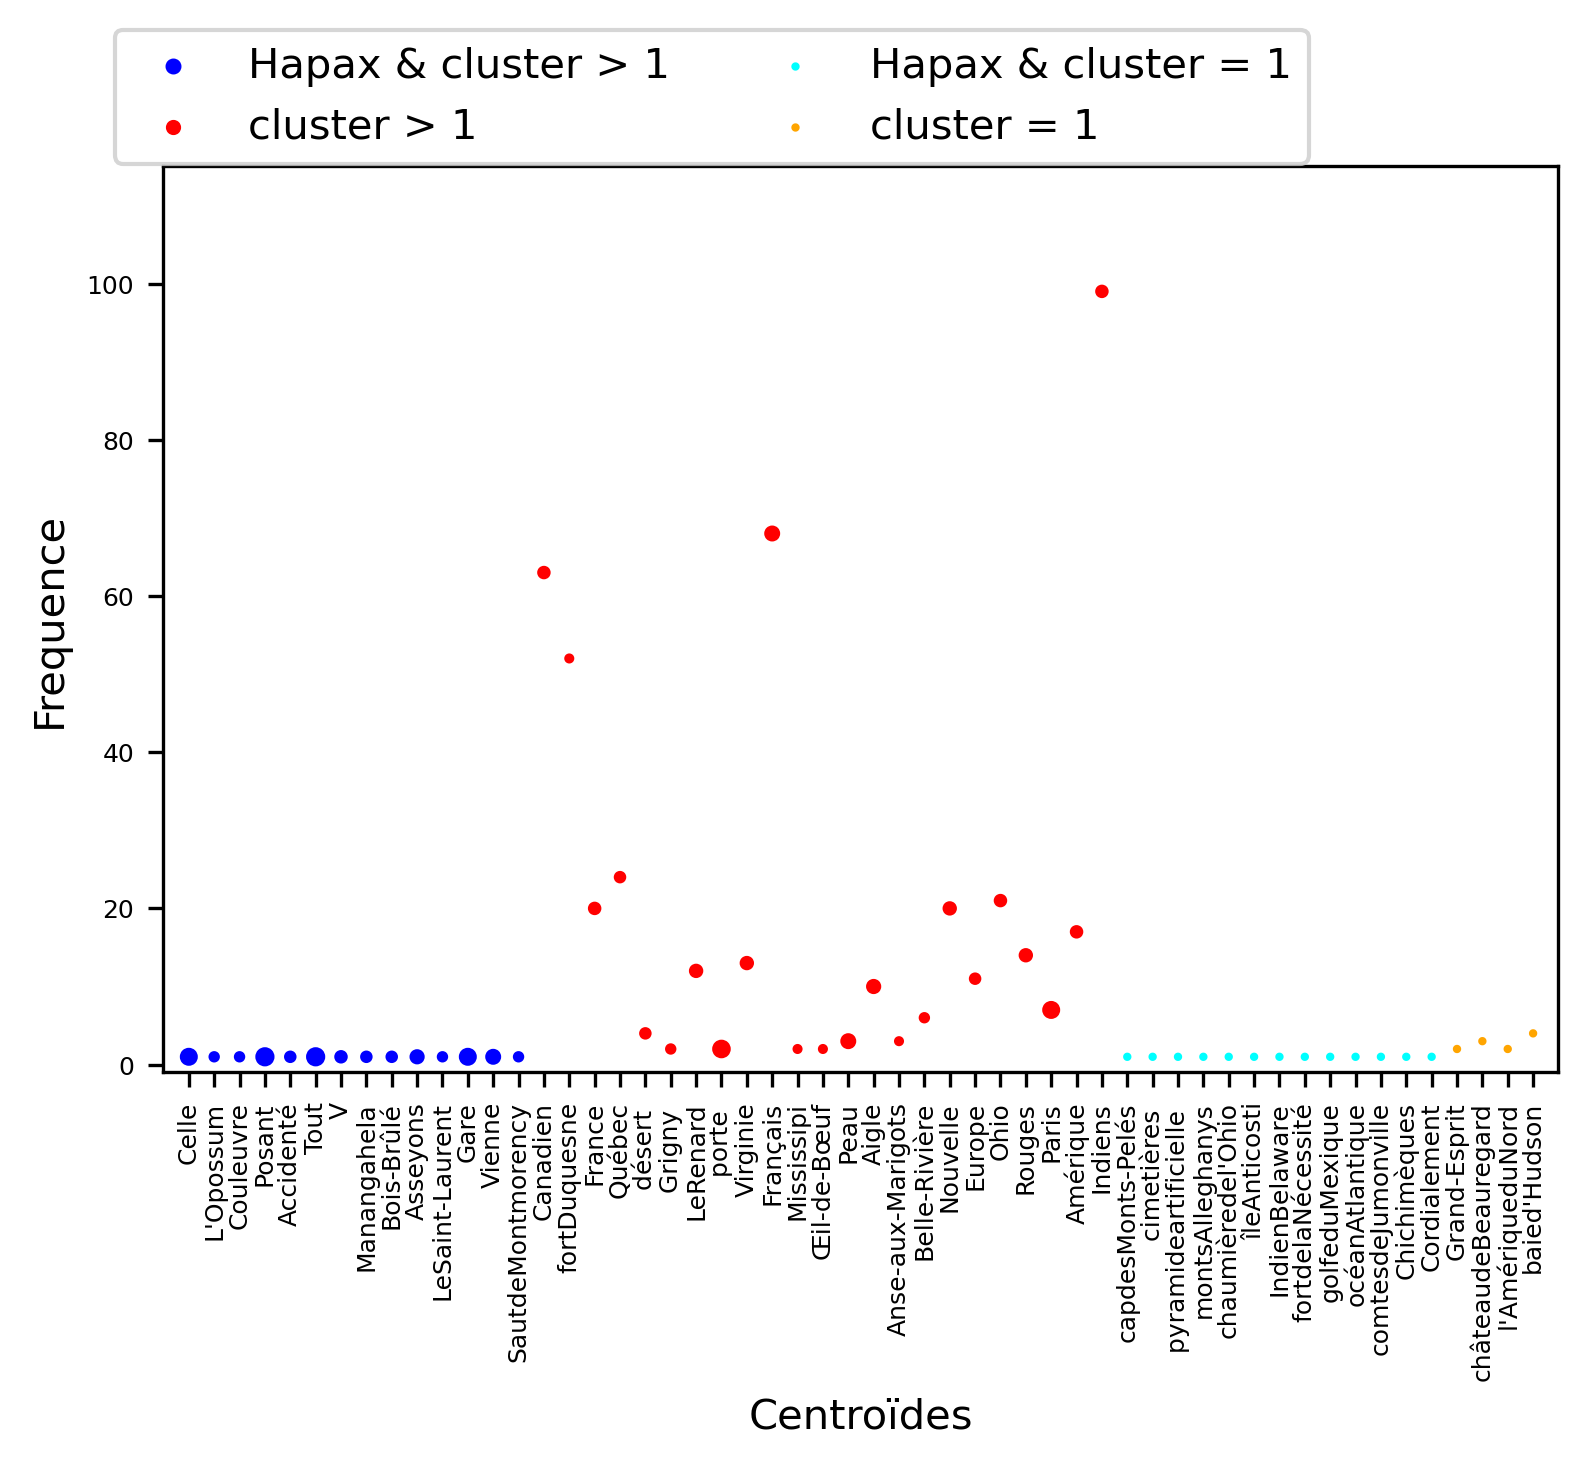 Hapax & cluster > 1
cluster > 1
Hapax & cluster = 1
cluster = 1
Frequence
100
80
60
40
20
0
Celle
L'Opossum
Couleuvre
Posant
Accidenté
Tout
V
Manangahela
Bois-Brûlé
Asseyons
LeSaint-Laurent
Gare
Vienne
SautdeMontmorency
Canadien
fortDuquesne
France
Québec
désert
Grigny
LeRenard
porte
Virginie
Français
Mississipi
Œil-de-Bœuf
Peau
Aigle
Anse-aux-Marigots
Belle-Rivière
Nouvelle
Europe
Ohio
Rouges
Paris
Amérique
Indiens
capdesMonts-Pelés
cimetières
pyramideartificielle
montsAlleghanys
chaumièredel'Ohio
îleAnticosti
IndienBelaware
fortdelaNécessité
golfeduMexique
océanAtlantique
comtesdeJumonville
Chichimèques
Cordialement
Grand-Esprit
châteaudeBeauregard
l'AmériqueduNord
baied'Hudson
Centroïdes